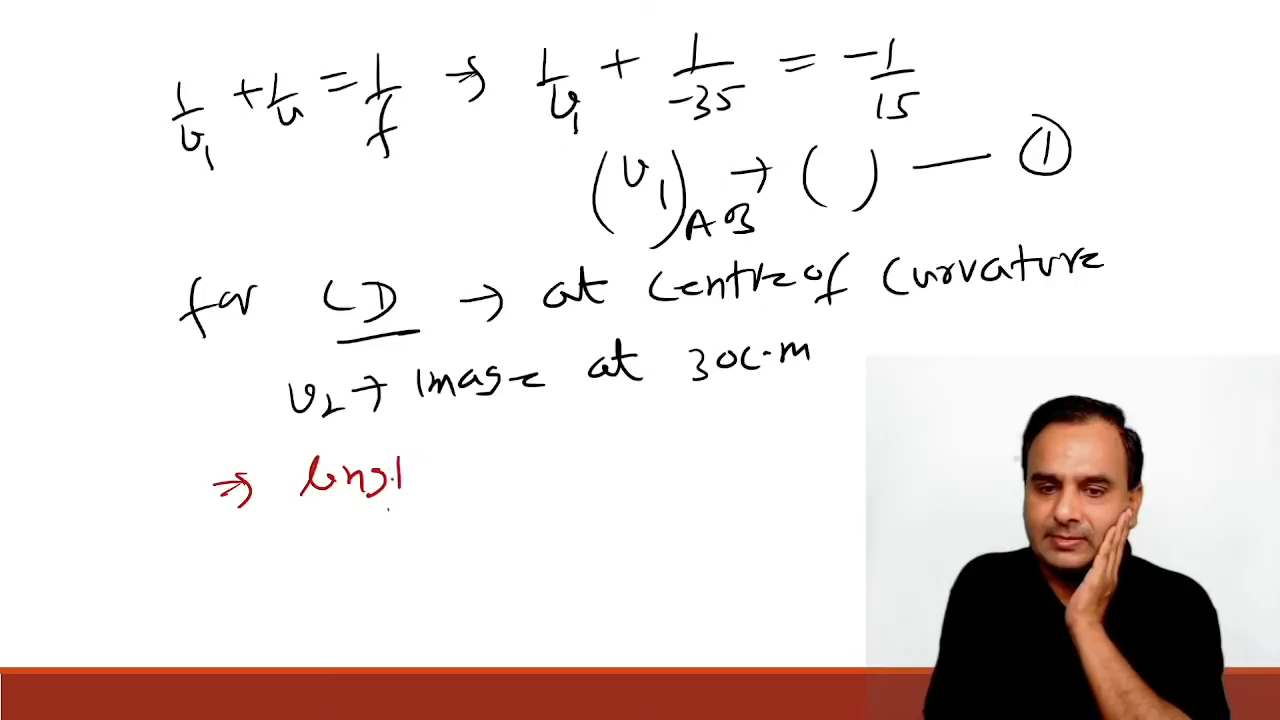 1/v₁ + 1/u = 1/f → 1/v₁ + 1/-35 = -1/15
(v₁)AB → ( ) — ①
for CD → at centre of curvature
v₂ → image at 30c.m
⇒